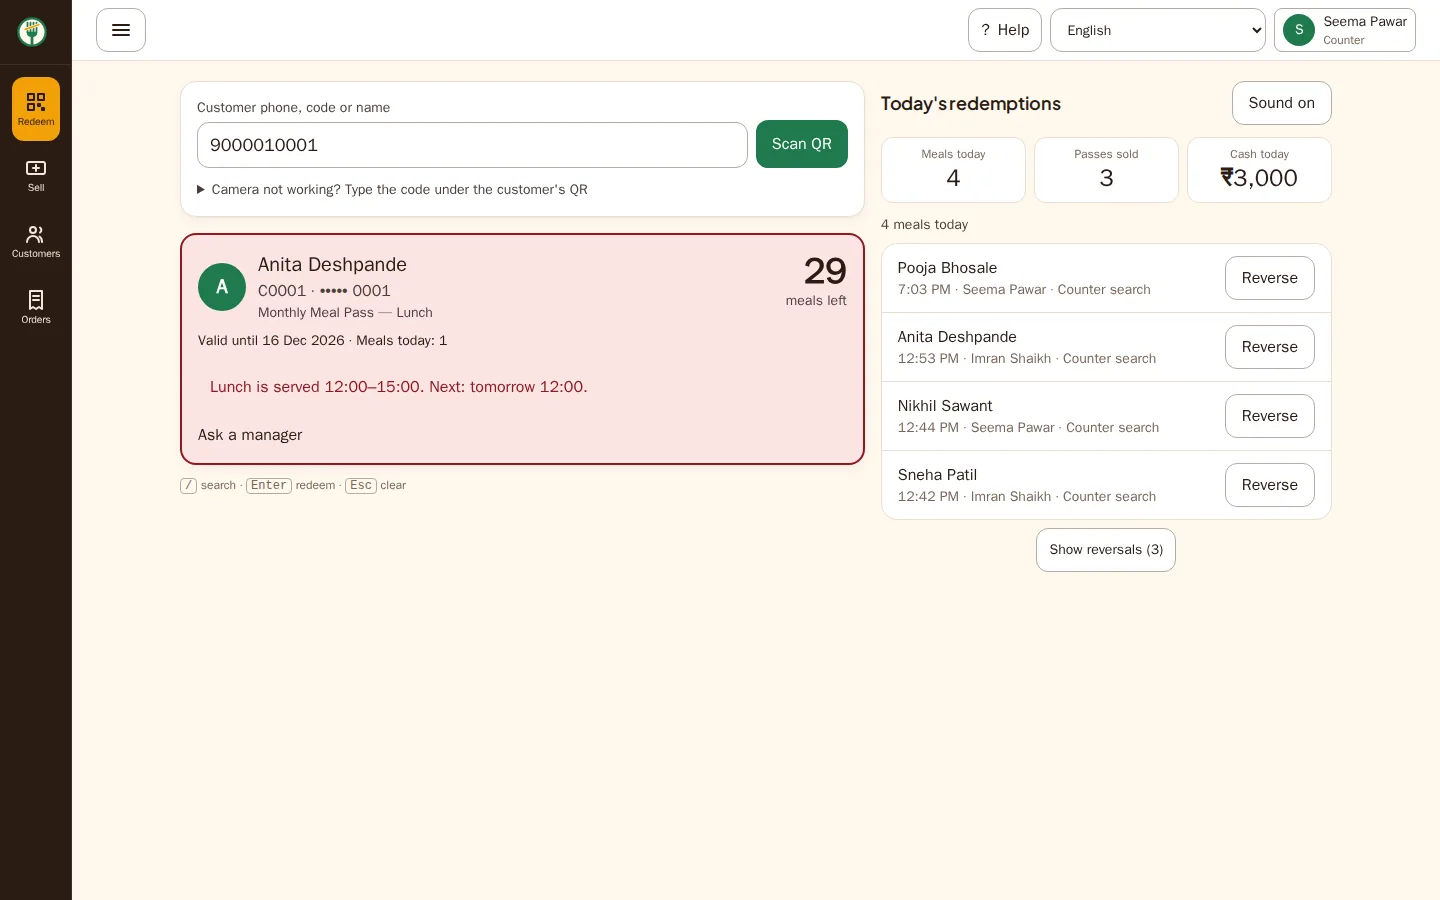 ? Help
English
S
Seema Pawar
Counter
Redeem
Sell
Customers
Orders
Customer phone, code or name
9000010001
Scan QR
Camera not working? Type the code under the customer's QR
A
Anita Deshpande
C0001 · ••••• 0001
Monthly Meal Pass — Lunch
29
meals left
Valid until 16 Dec 2026 · Meals today: 1
Lunch is served 12:00–15:00. Next: tomorrow 12:00.
Ask a manager
/ search · Enter redeem · Esc clear
Today's redemptions
Sound on
Meals today
4
Passes sold
3
Cash today
₹3,000
4 meals today
Pooja Bhosale
7:03 PM · Seema Pawar · Counter search
Reverse
Anita Deshpande
12:53 PM · Imran Shaikh · Counter search
Reverse
Nikhil Sawant
12:44 PM · Seema Pawar · Counter search
Reverse
Sneha Patil
12:42 PM · Imran Shaikh · Counter search
Reverse
Show reversals (3)